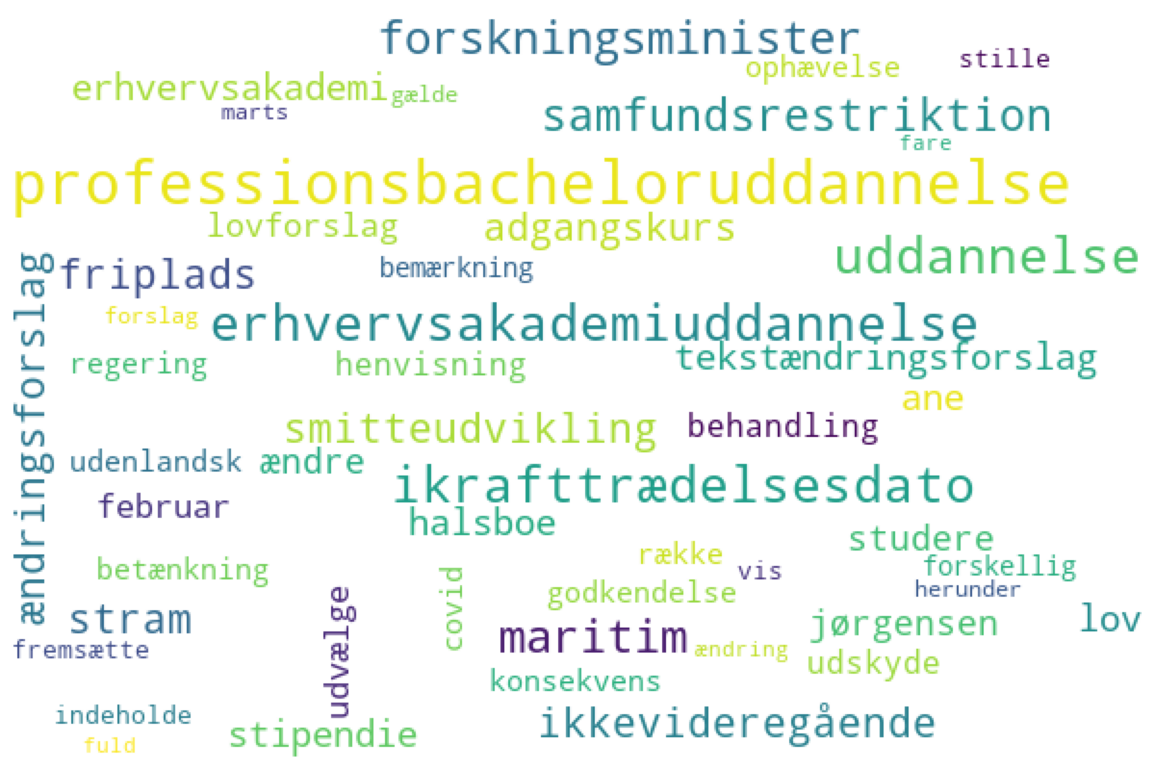 forskningsminister
stille
ophævelse
erhvervsakademi
gælde
marts
samfundsrestriktion
fare
professionsbacheloruddannelse
lovforslag
adgangskurs
uddannelse
ændringsforslag
friplads
bemærkning
forslag
erhvervsakademiuddannelse
regering
henvisning
tekstændringsforslag
ane
smitteudvikling
behandling
udenlandsk
ændre
ikrafttrædelsesdato
februar
halsboe
studere
række
vis
forskellig
betænkning
covid
godkendelse
herunder
udvælge
stram
maritim
jørgensen
lov
fremsætte
ændring
udskyde
konsekvens
indeholde
stipendie
ikkevideregående
fuld